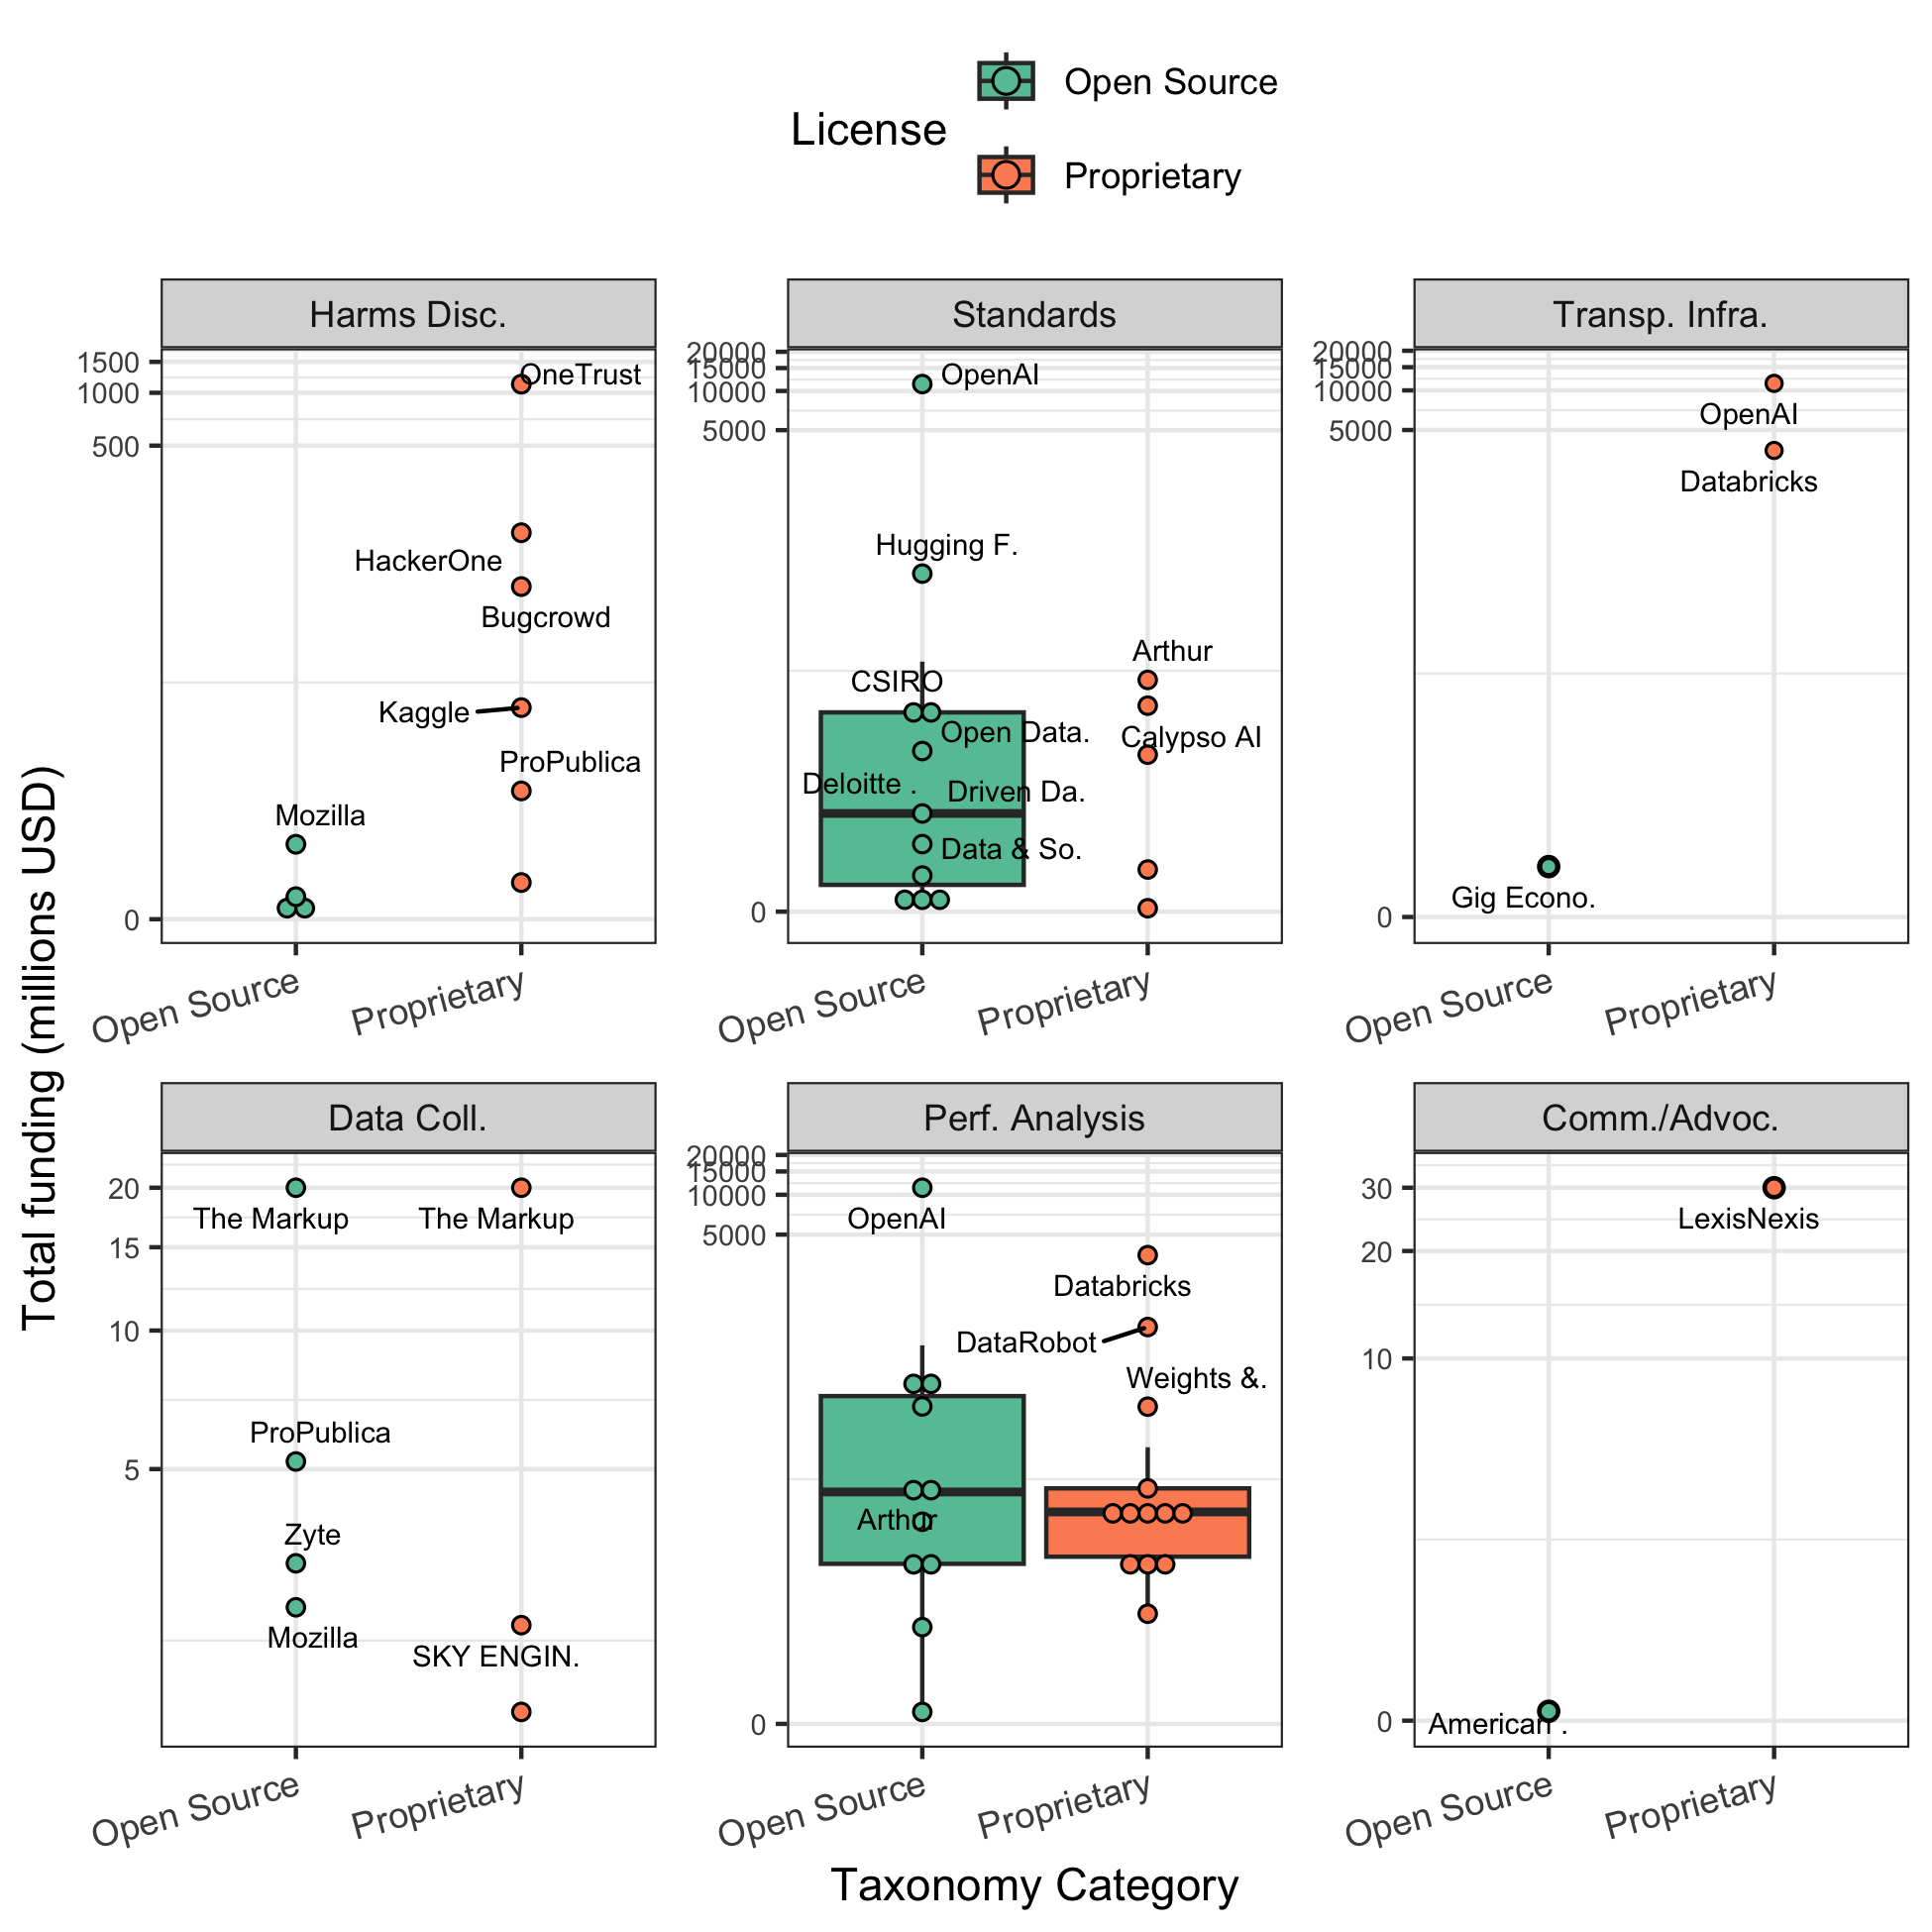 License
Open Source
Proprietary
Total funding (millions USD)
Harms Disc.
1500
1000
500
0
OneTrust
HackerOne
Bugcrowd
Kaggle
ProPublica
Mozilla
Open Source
Proprietary
Standards
20000
15000
10000
5000
0
OpenAI
Hugging F.
Arthur
CSIRO
Open Data.
Calypso AI
Deloitte .
Driven Da.
Data & So.
Open Source
Proprietary
Transp. Infra.
20000
15000
10000
5000
0
OpenAI
Databricks
Gig Econo.
Open Source
Proprietary
Data Coll.
20
15
10
5
The Markup
The Markup
ProPublica
Zyte
Mozilla
SKY ENGIN.
Open Source
Proprietary
Perf. Analysis
20000
15000
10000
5000
0
OpenAI
Databricks
DataRobot
Weights &.
Arthur
Open Source
Proprietary
Comm./Advoc.
30
20
10
0
LexisNexis
American .
Open Source
Proprietary
Taxonomy Category